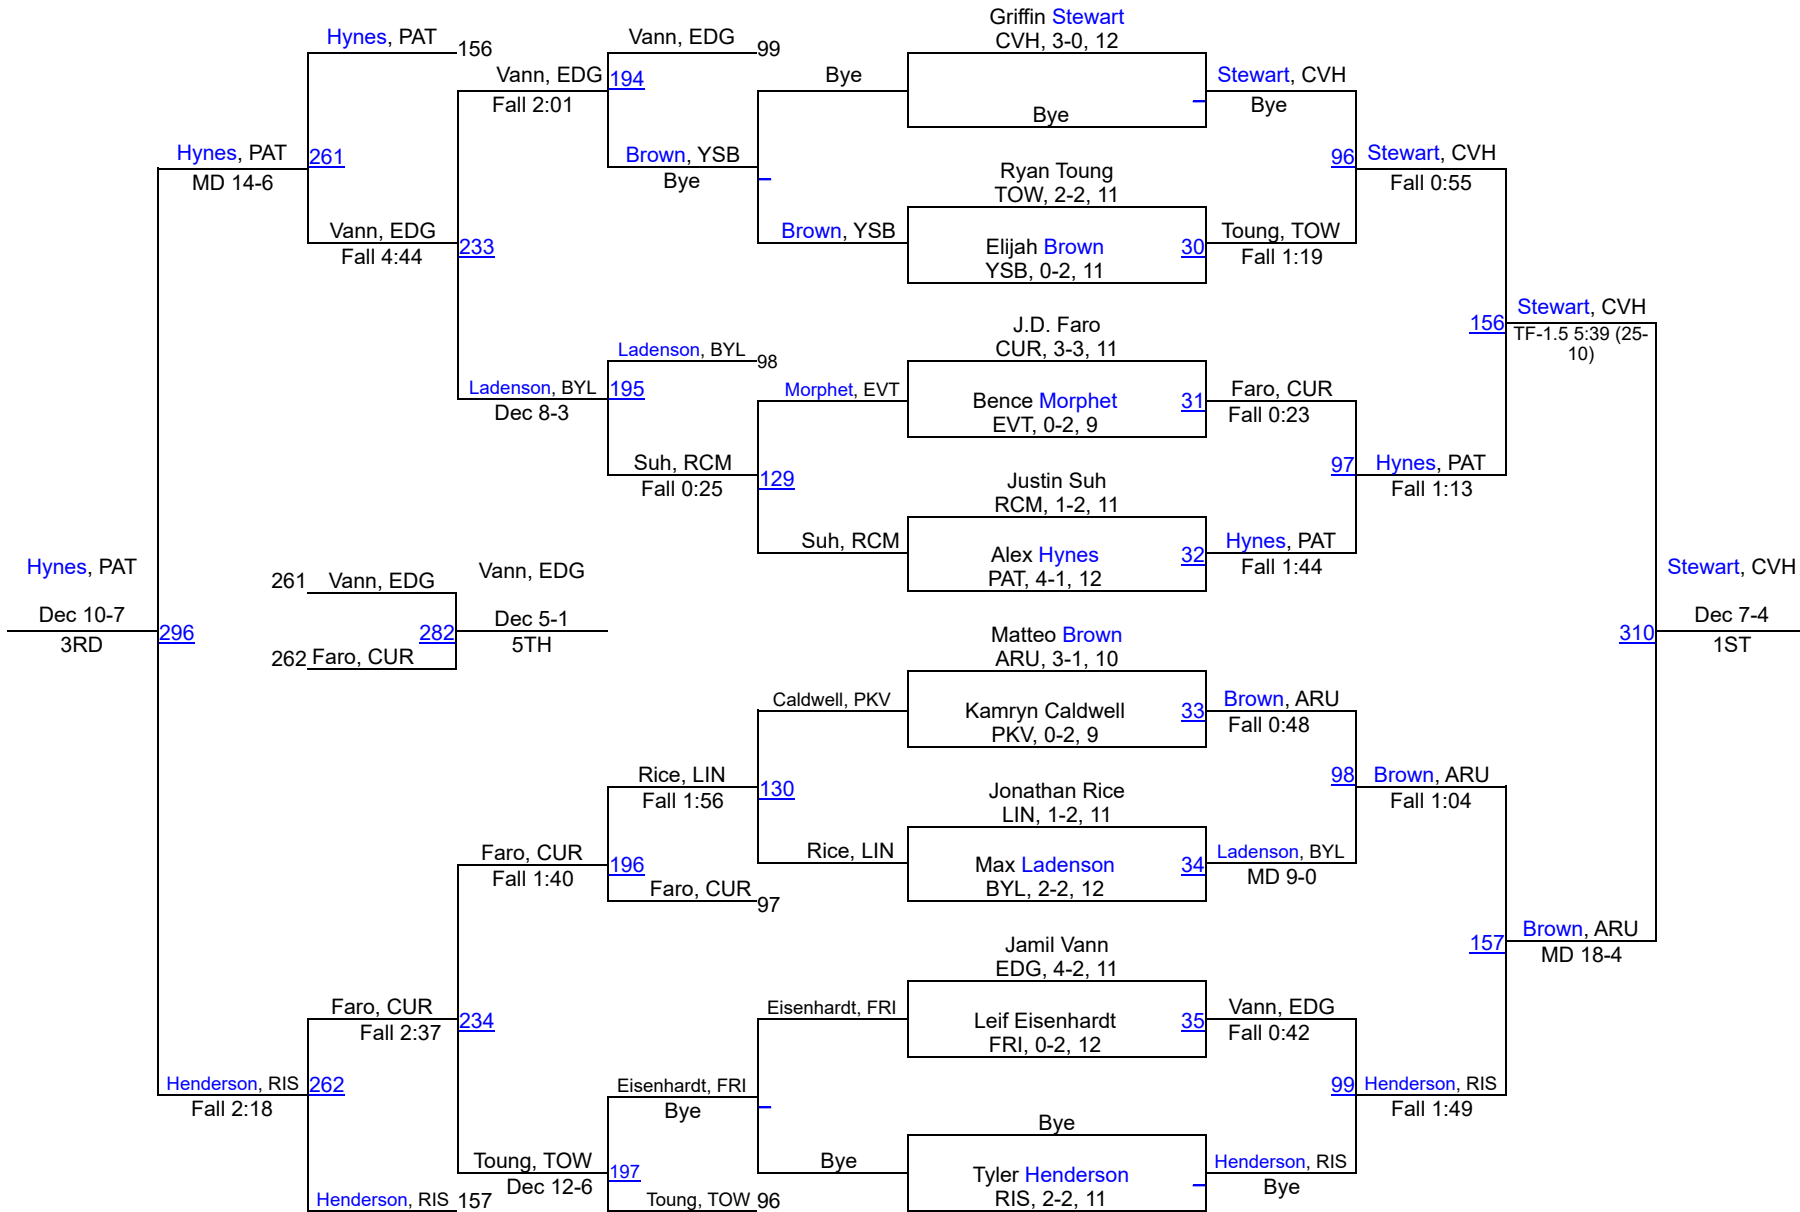 Griffin Stewart
CVH, 3-0, 12
Hynes, PAT
156
Vann, EDG
99
Vann, EDG
194
Bye
Stewart, CVH
Fall 2:01
Bye
Bye
Hynes, PAT
261
Brown, YSB
96
Stewart, CVH
MD 14-6
Bye
Ryan Toung
Fall 0:55
TOW, 2-2, 11
Vann, EDG
233
Brown, YSB
Elijah Brown
30
Toung, TOW
Fall 4:44
YSB, 0-2, 11
Fall 1:19
J.D. Faro
Stewart, CVH
156
TF-1.5 5:39 (25-
10)
Ladenson, BYL
98
CUR, 3-3, 11
Ladenson, BYL
195
Morphet, EVT
Bence Morphet
31
Faro, CUR
Dec 8-3
EVT, 0-2, 9
Fall 0:23
Suh, RCM
129
97
Hynes, PAT
Fall 0:25
Justin Suh
Fall 1:13
RCM, 1-2, 11
Suh, RCM
Alex Hynes
32
Hynes, PAT
PAT, 4-1, 12
Fall 1:44
Hynes, PAT
261
Vann, EDG
Vann, EDG
Stewart, CVH
Dec 10-7
296
282
Dec 5-1
310
Dec 7-4
3RD
5TH
1ST
262
Faro, CUR
Matteo Brown
ARU, 3-1, 10
Caldwell, PKV
Kamryn Caldwell
33
Brown, ARU
PKV, 0-2, 9
Fall 0:48
Rice, LIN
130
98
Brown, ARU
Fall 1:56
Jonathan Rice
Fall 1:04
LIN, 1-2, 11
Faro, CUR
196
Rice, LIN
Max Ladenson
34
Ladenson, BYL
Fall 1:40
BYL, 2-2, 12
MD 9-0
Faro, CUR
97
Jamil Vann
157
Brown, ARU
EDG, 4-2, 11
MD 18-4
Faro, CUR
234
Eisenhardt, FRI
Leif Eisenhardt
35
Vann, EDG
Fall 2:37
FRI, 0-2, 12
Fall 0:42
Henderson, RIS
262
Eisenhardt, FRI
99
Henderson, RIS
Fall 2:18
Bye
Fall 1:49
Bye
Toung, TOW
197
Bye
Tyler Henderson
Henderson, RIS
Dec 12-6
RIS, 2-2, 11
Bye
Henderson, RIS
157
Toung, TOW
96